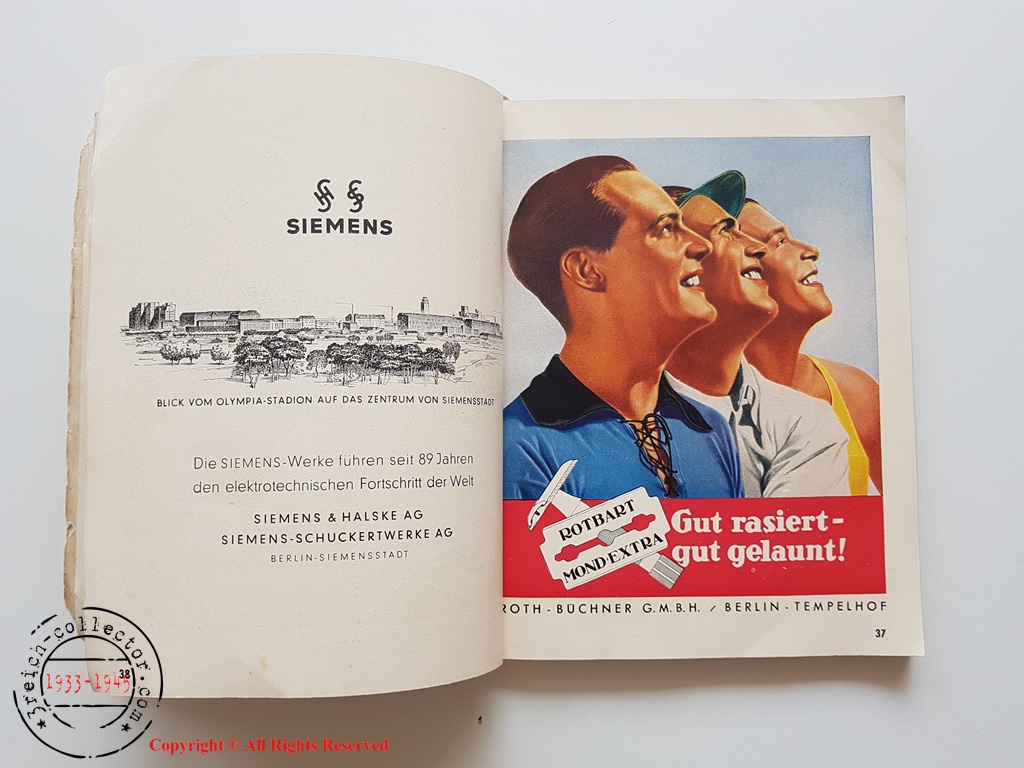 SIEMENS
BLICK VOM OLYMPIA-STADION AUF DAS ZENTRUM VON SIEMENSSTADT
Die SIEMENS-Werke führen seit 89 Jahren
den elektrotechnischen Fortschritt der Welt
SIEMENS & HALSKE AG
SIEMENS-SCHUCKERTWERKE AG
BERLIN-SIEMENSSTADT
38
ROTBART
MOND-EXTRA
Gut rasiert-
gut gelaunt!
ROTH-BÜCHNER G.M.B.H. / BERLIN-TEMPELHOF
37
3reich-collector.com
1933-1945
Copyright © All Rights Reserved